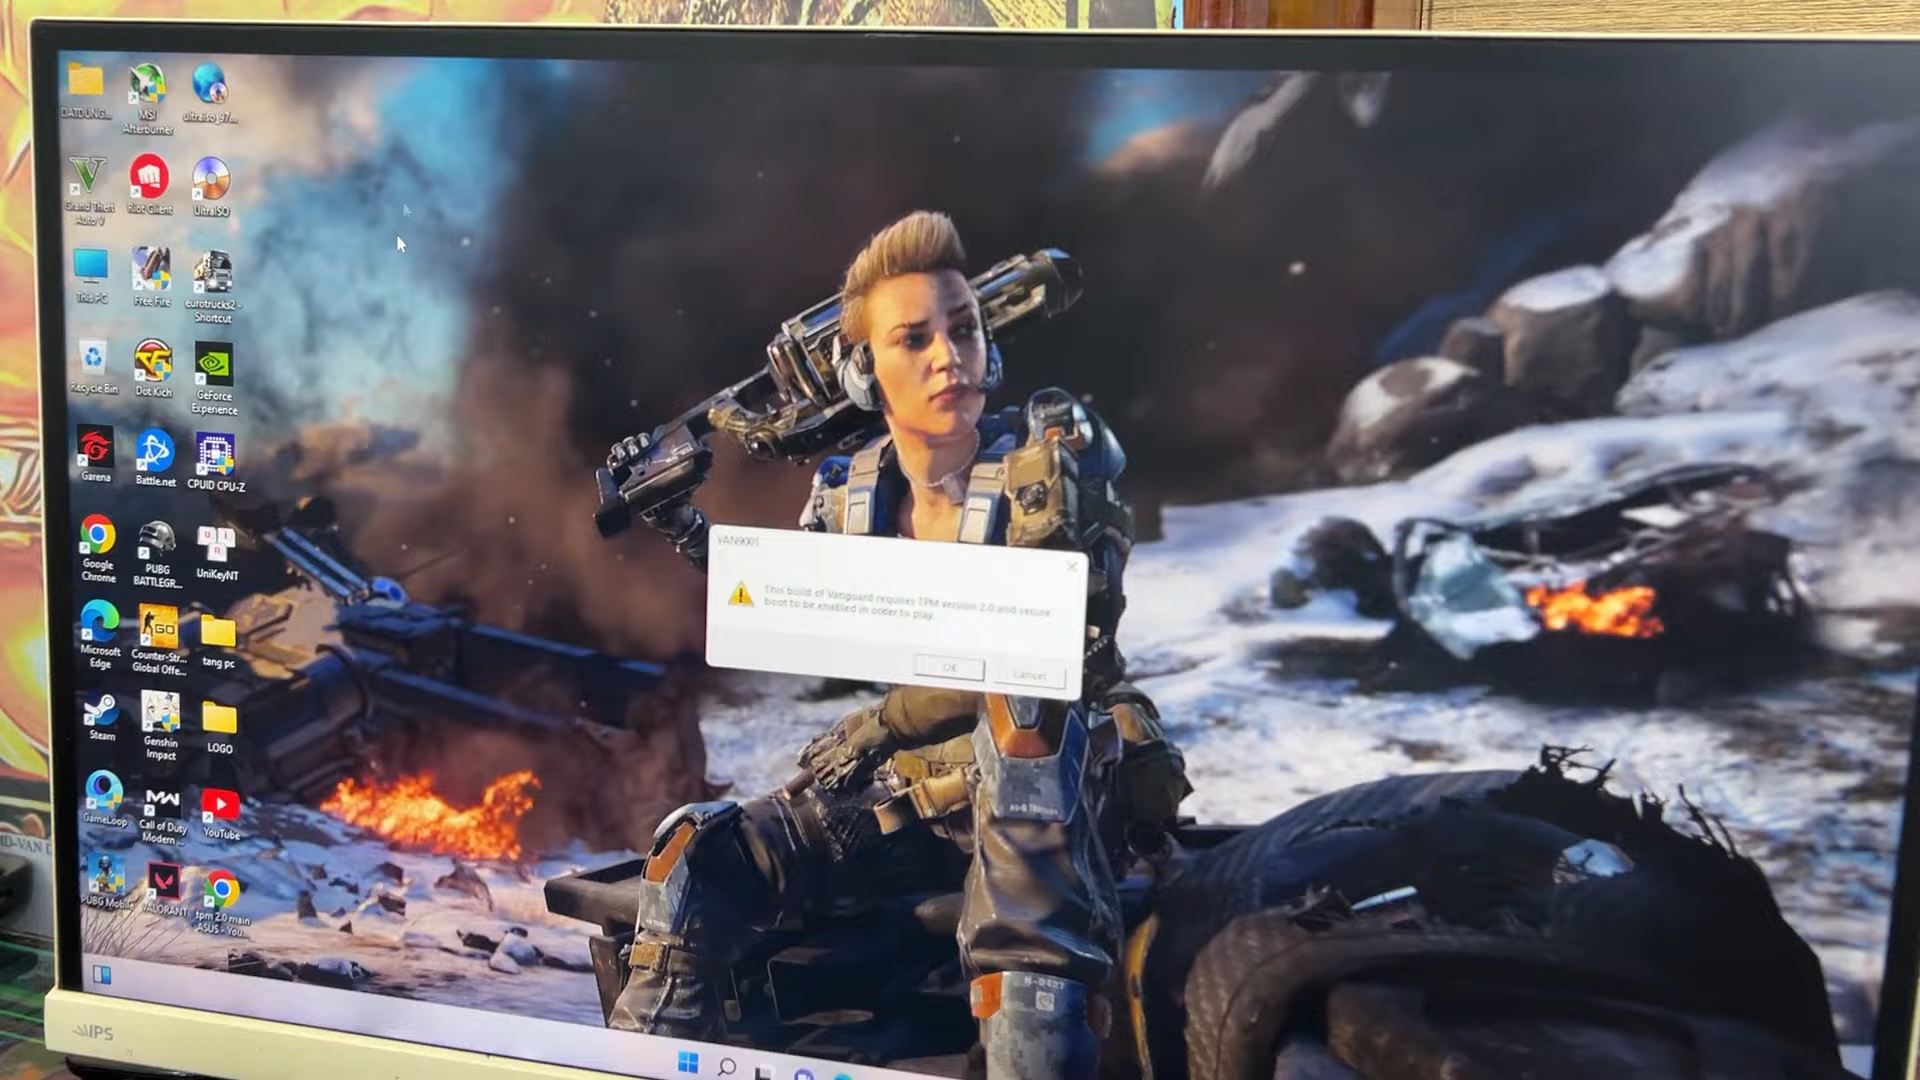 DATDUNG...
MSI
Afterburner
ultraiso_97...
Grand Theft
Auto V
Riot Client
UltraISO
This PC
Free Fire
eurotrucks2 -
Shortcut
Recycle Bin
Dot Kich
GeForce
Experience
Garena
Battle.net
CPUID CPU-Z
Google
Chrome
PUBG
BATTLEGR...
UniKeyNT
Microsoft
Edge
GO
Counter-Str...
Global Offe...
tang pc
Steam
Genshin
Impact
LOGO
GameLoop
MW
Call of Duty
Modern ...
YouTube
PUBG Mobile
VALORANT
tpm 2.0 main
ASUS - You...
VAN9001
This build of Vanguard requires TPM version 2.0 and secure
boot to be enabled in order to play.
OK
Cancel
IPS